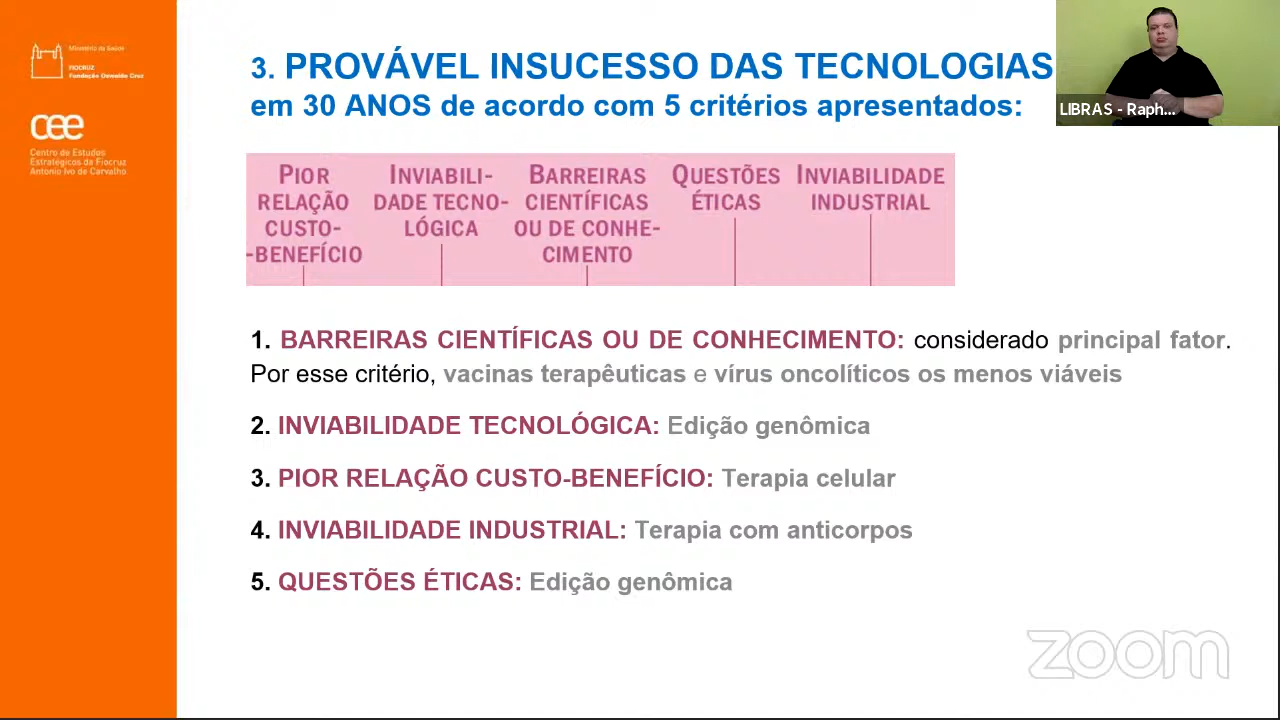 Ministério da Saúde
FIOCRUZ
Fundação Oswaldo Cruz
cee
Centro de Estudos
Estratégicos da Fiocruz
Antonio Ivo de Carvalho
3. PROVÁVEL INSUCESSO DAS TECNOLOGIAS
em 30 ANOS de acordo com 5 critérios apresentados:
LIBRAS - Raph...
PIOR
RELAÇÃO
CUSTO-
-BENEFÍCIO
INVIABILI-
DADE TECNO-
LÓGICA
BARREIRAS
CIENTÍFICAS
OU DE CONHE-
CIMENTO
QUESTÕES
ÉTICAS
INVIABILIDADE
INDUSTRIAL
1. BARREIRAS CIENTÍFICAS OU DE CONHECIMENTO: considerado principal fator.
Por esse critério, vacinas terapêuticas e vírus oncolíticos os menos viáveis
2. INVIABILIDADE TECNOLÓGICA: Edição genômica
3. PIOR RELAÇÃO CUSTO-BENEFÍCIO: Terapia celular
4. INVIABILIDADE INDUSTRIAL: Terapia com anticorpos
5. QUESTÕES ÉTICAS: Edição genômica
zoom